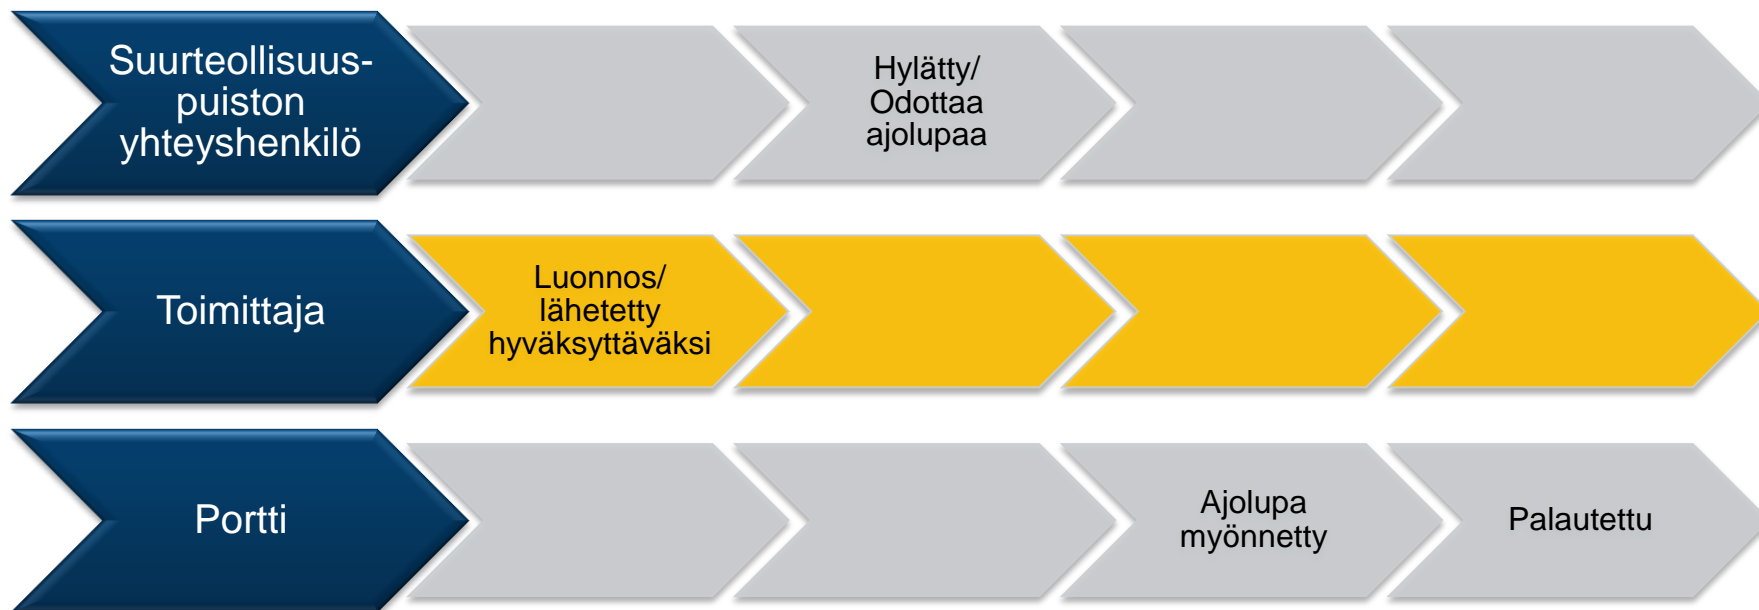 Suurteollisuus-
puiston
yhteyshenkilö
Hylätty/
Odottaa
ajolupaa
Toimittaja
Luonnos/
lähetetty
hyväksyttäväksi
Portti
Ajolupa
myönnetty
Palautettu